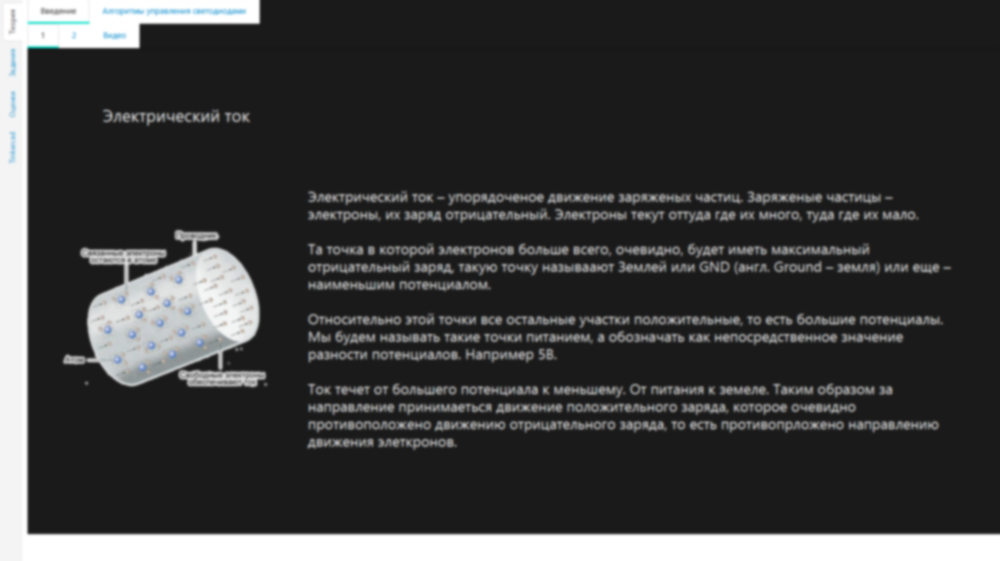 Введение
Алгоритмы управления светодиодами
1
2
Видео
Теория
Задания
Оценки
Tinkercad
Электрический ток
Электрический ток – упорядоченое движение заряженых частиц. Заряженые частицы –
электроны, их заряд отрицательный. Электроны текут оттуда где их много, туда где их мало.
Та точка в которой электронов больше всего, очевидно, будет иметь максимальный
отрицательный заряд, такую точку называают Землей или GND (англ. Ground – земля) или еще –
наименьшим потенциалом.
Относительно этой точки все остальные участки положительные, то есть большие потенциалы.
Мы будем называть такие точки питанием, а обозначать как непосредственное значение
разности потенциалов. Например 5В.
Ток течет от большего потенциала к меньшему. От питания к земеле. Таким образом за
направление принимаеться движение положительного заряда, которое очевидно
противоположено движению отрицательного заряда, то есть противопрложено направлению
движения элеткронов.
Проводник
Связанные электроны
остаются в атоме
Атом
Свободные электроны
обеспечивают ток